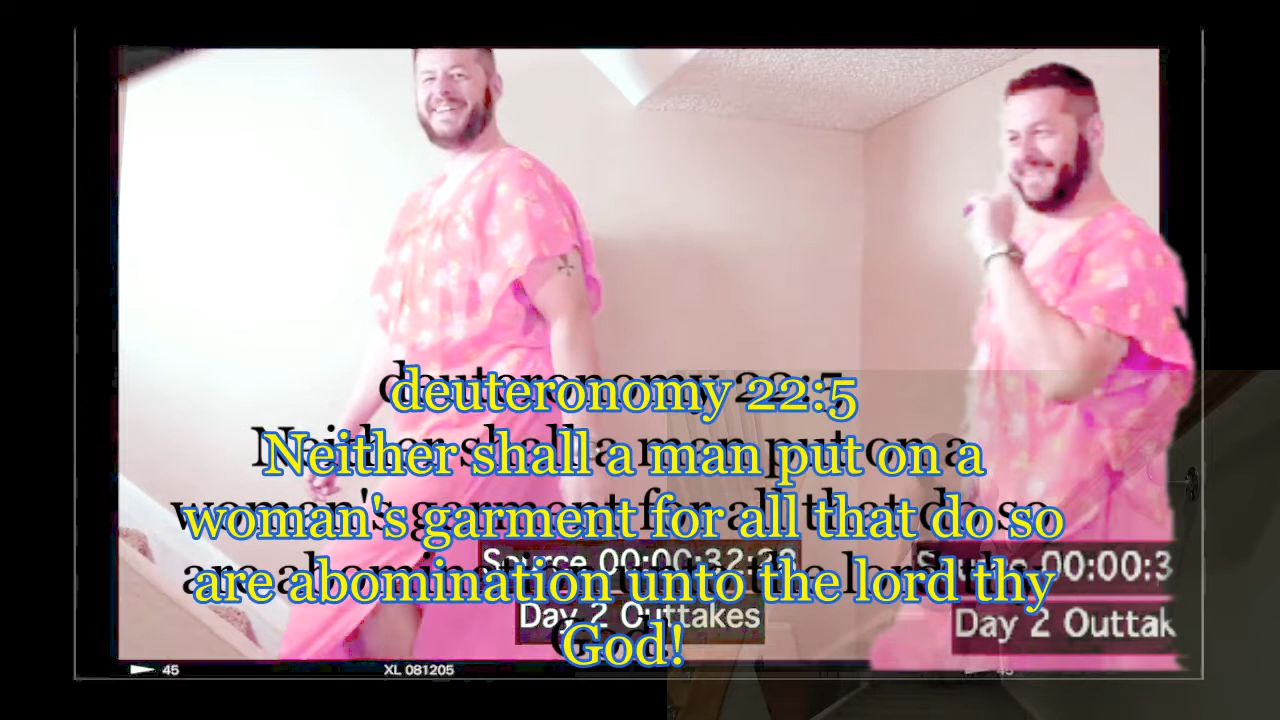 deuteronomy 22:5
Neither shall a man put on a
woman's garment for all that do so
are abomination unto the lord thy
God!
Source 00:00:32:
00:00:3
Day 2 Outtakes
Day 2 Outtak
45
XL 081205
45